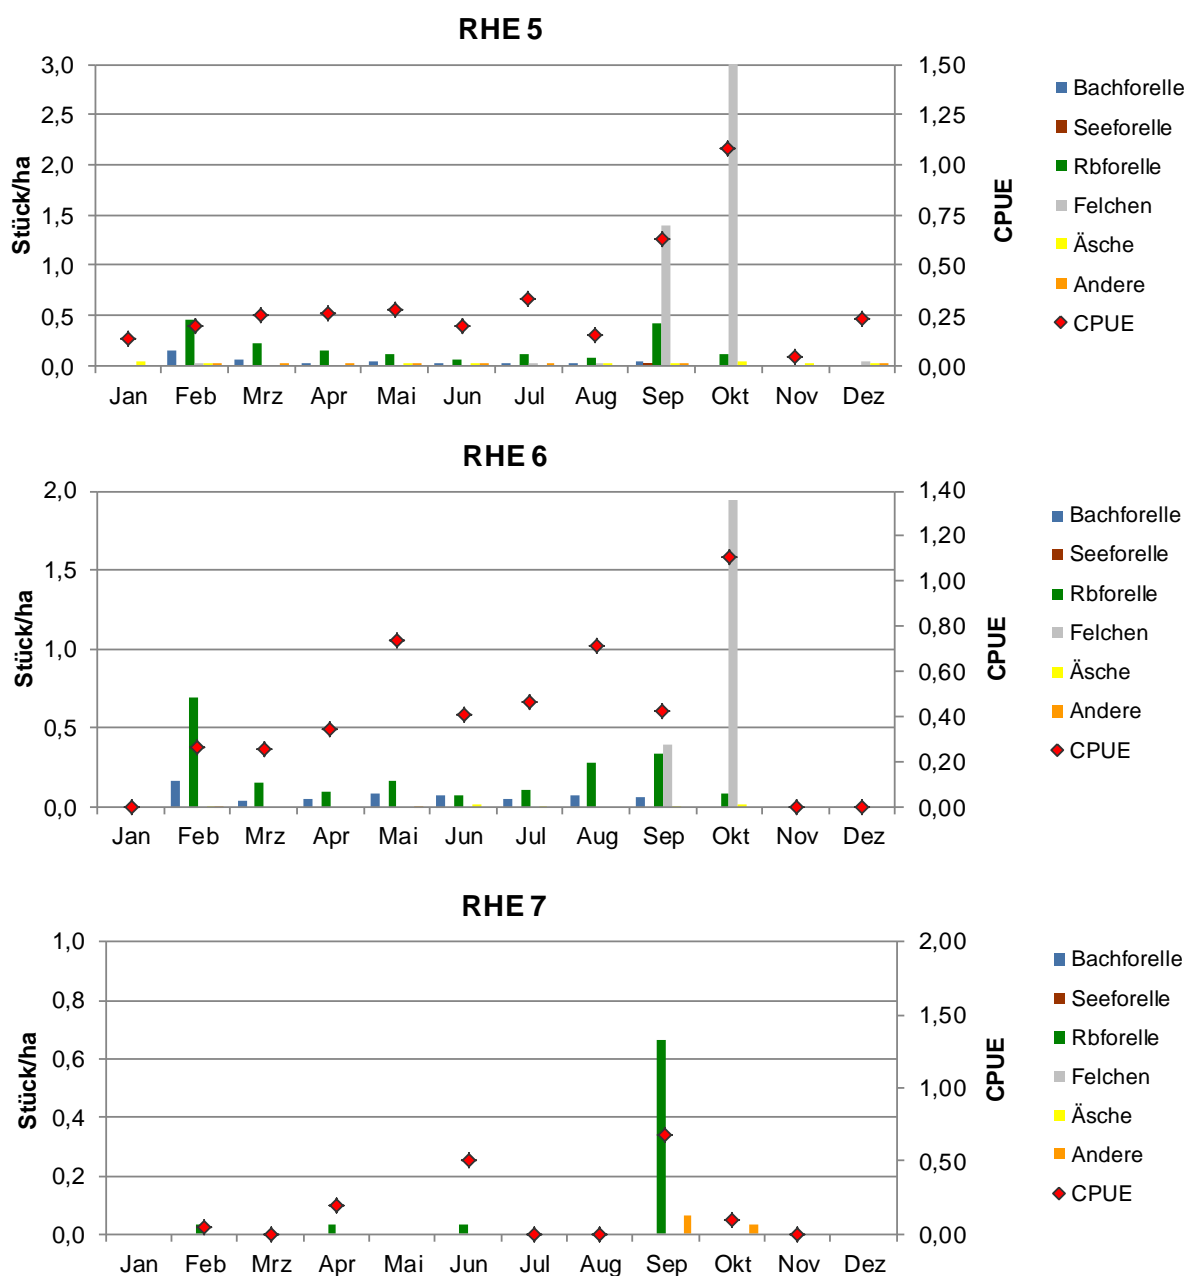 RHE 5
3,0
2,5
2,0
1,5
1,0
0,5
0,0
Stück/ha
1,50
1,25
1,00
0,75
0,50
0,25
0,00
CPUE
Jan Feb Mrz Apr Mai Jun Jul Aug Sep Okt Nov Dez
Bachforelle
Seeforelle
Rbforelle
Felchen
Äsche
Andere
CPUE
RHE 6
2,0
1,5
1,0
0,5
0,0
Stück/ha
1,40
1,20
1,00
0,80
0,60
0,40
0,20
0,00
CPUE
Jan Feb Mrz Apr Mai Jun Jul Aug Sep Okt Nov Dez
Bachforelle
Seeforelle
Rbforelle
Felchen
Äsche
Andere
CPUE
RHE 7
1,0
0,8
0,6
0,4
0,2
0,0
Stück/ha
2,00
1,50
1,00
0,50
0,00
CPUE
Jan Feb Mrz Apr Mai Jun Jul Aug Sep Okt Nov Dez
Bachforelle
Seeforelle
Rbforelle
Felchen
Äsche
Andere
CPUE